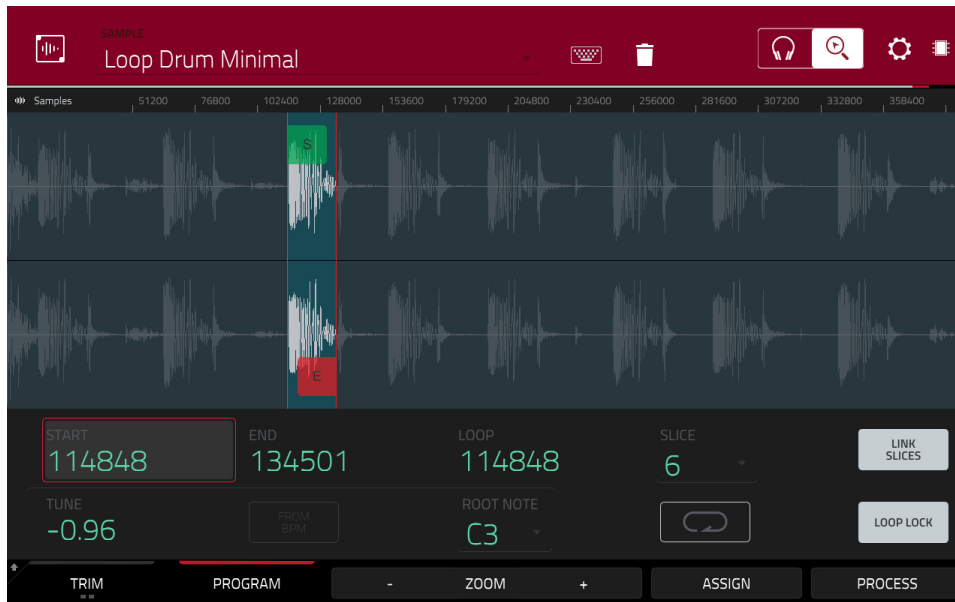 SAMPLE
Loop Drum Minimal
Samples 51200 76800 102400 128000 153600 179200 204800 230400 256000 281600 307200 332800 358400
S
E
START END LOOP SLICE
114848 134501 114848 6
LINK
SLICES
TUNE ROOT NOTE
-0.96 C3
FROM
BPM
LOOP LOCK
TRIM PROGRAM - ZOOM + ASSIGN PROCESS